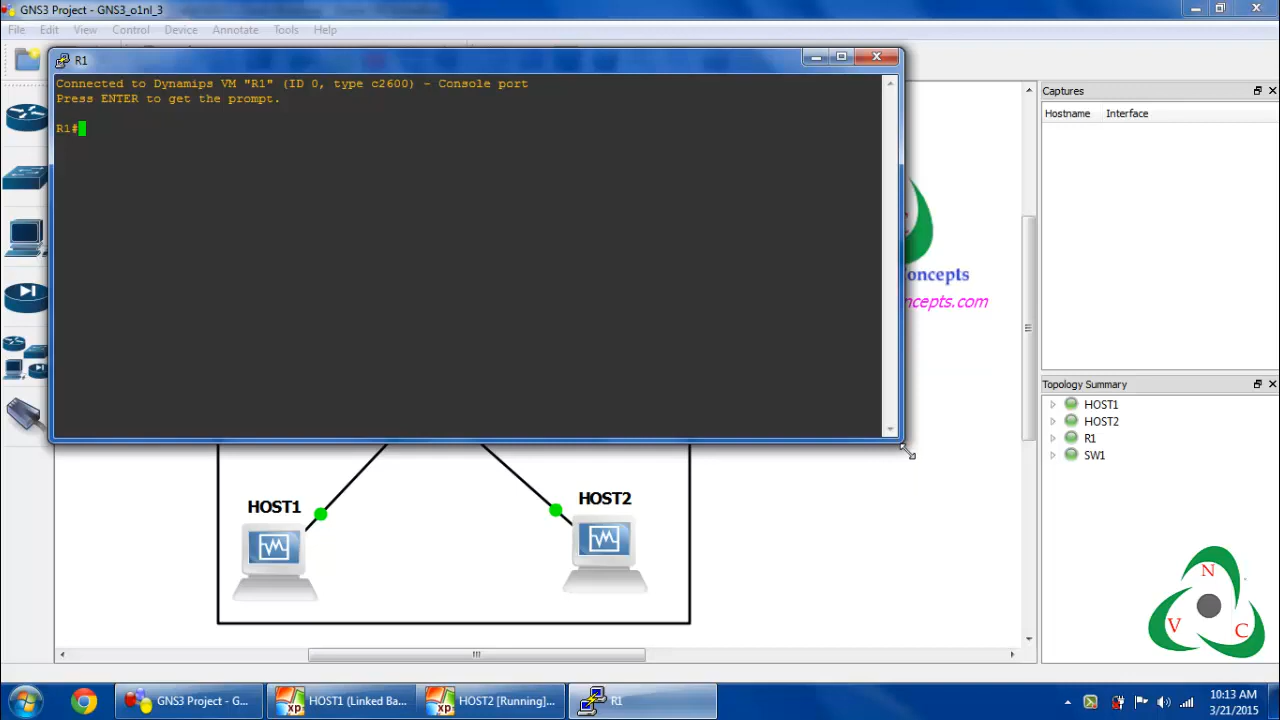 GNS3 Project - GNS3_o1nl_3
File Edit View Control Device Annotate Tools Help
R1
Connected to Dynamips VM "R1" (ID 0, type c2600) - Console port
Press ENTER to get the prompt.
R1#
Captures
Hostname Interface
oncepts
ncepts.com
Topology Summary
HOST1
HOST2
R1
SW1
HOST1
HOST2
N
V
C
GNS3 Project - G...
HOST1 (Linked Ba...
HOST2 [Running]...
R1
10:13 AM
3/21/2015